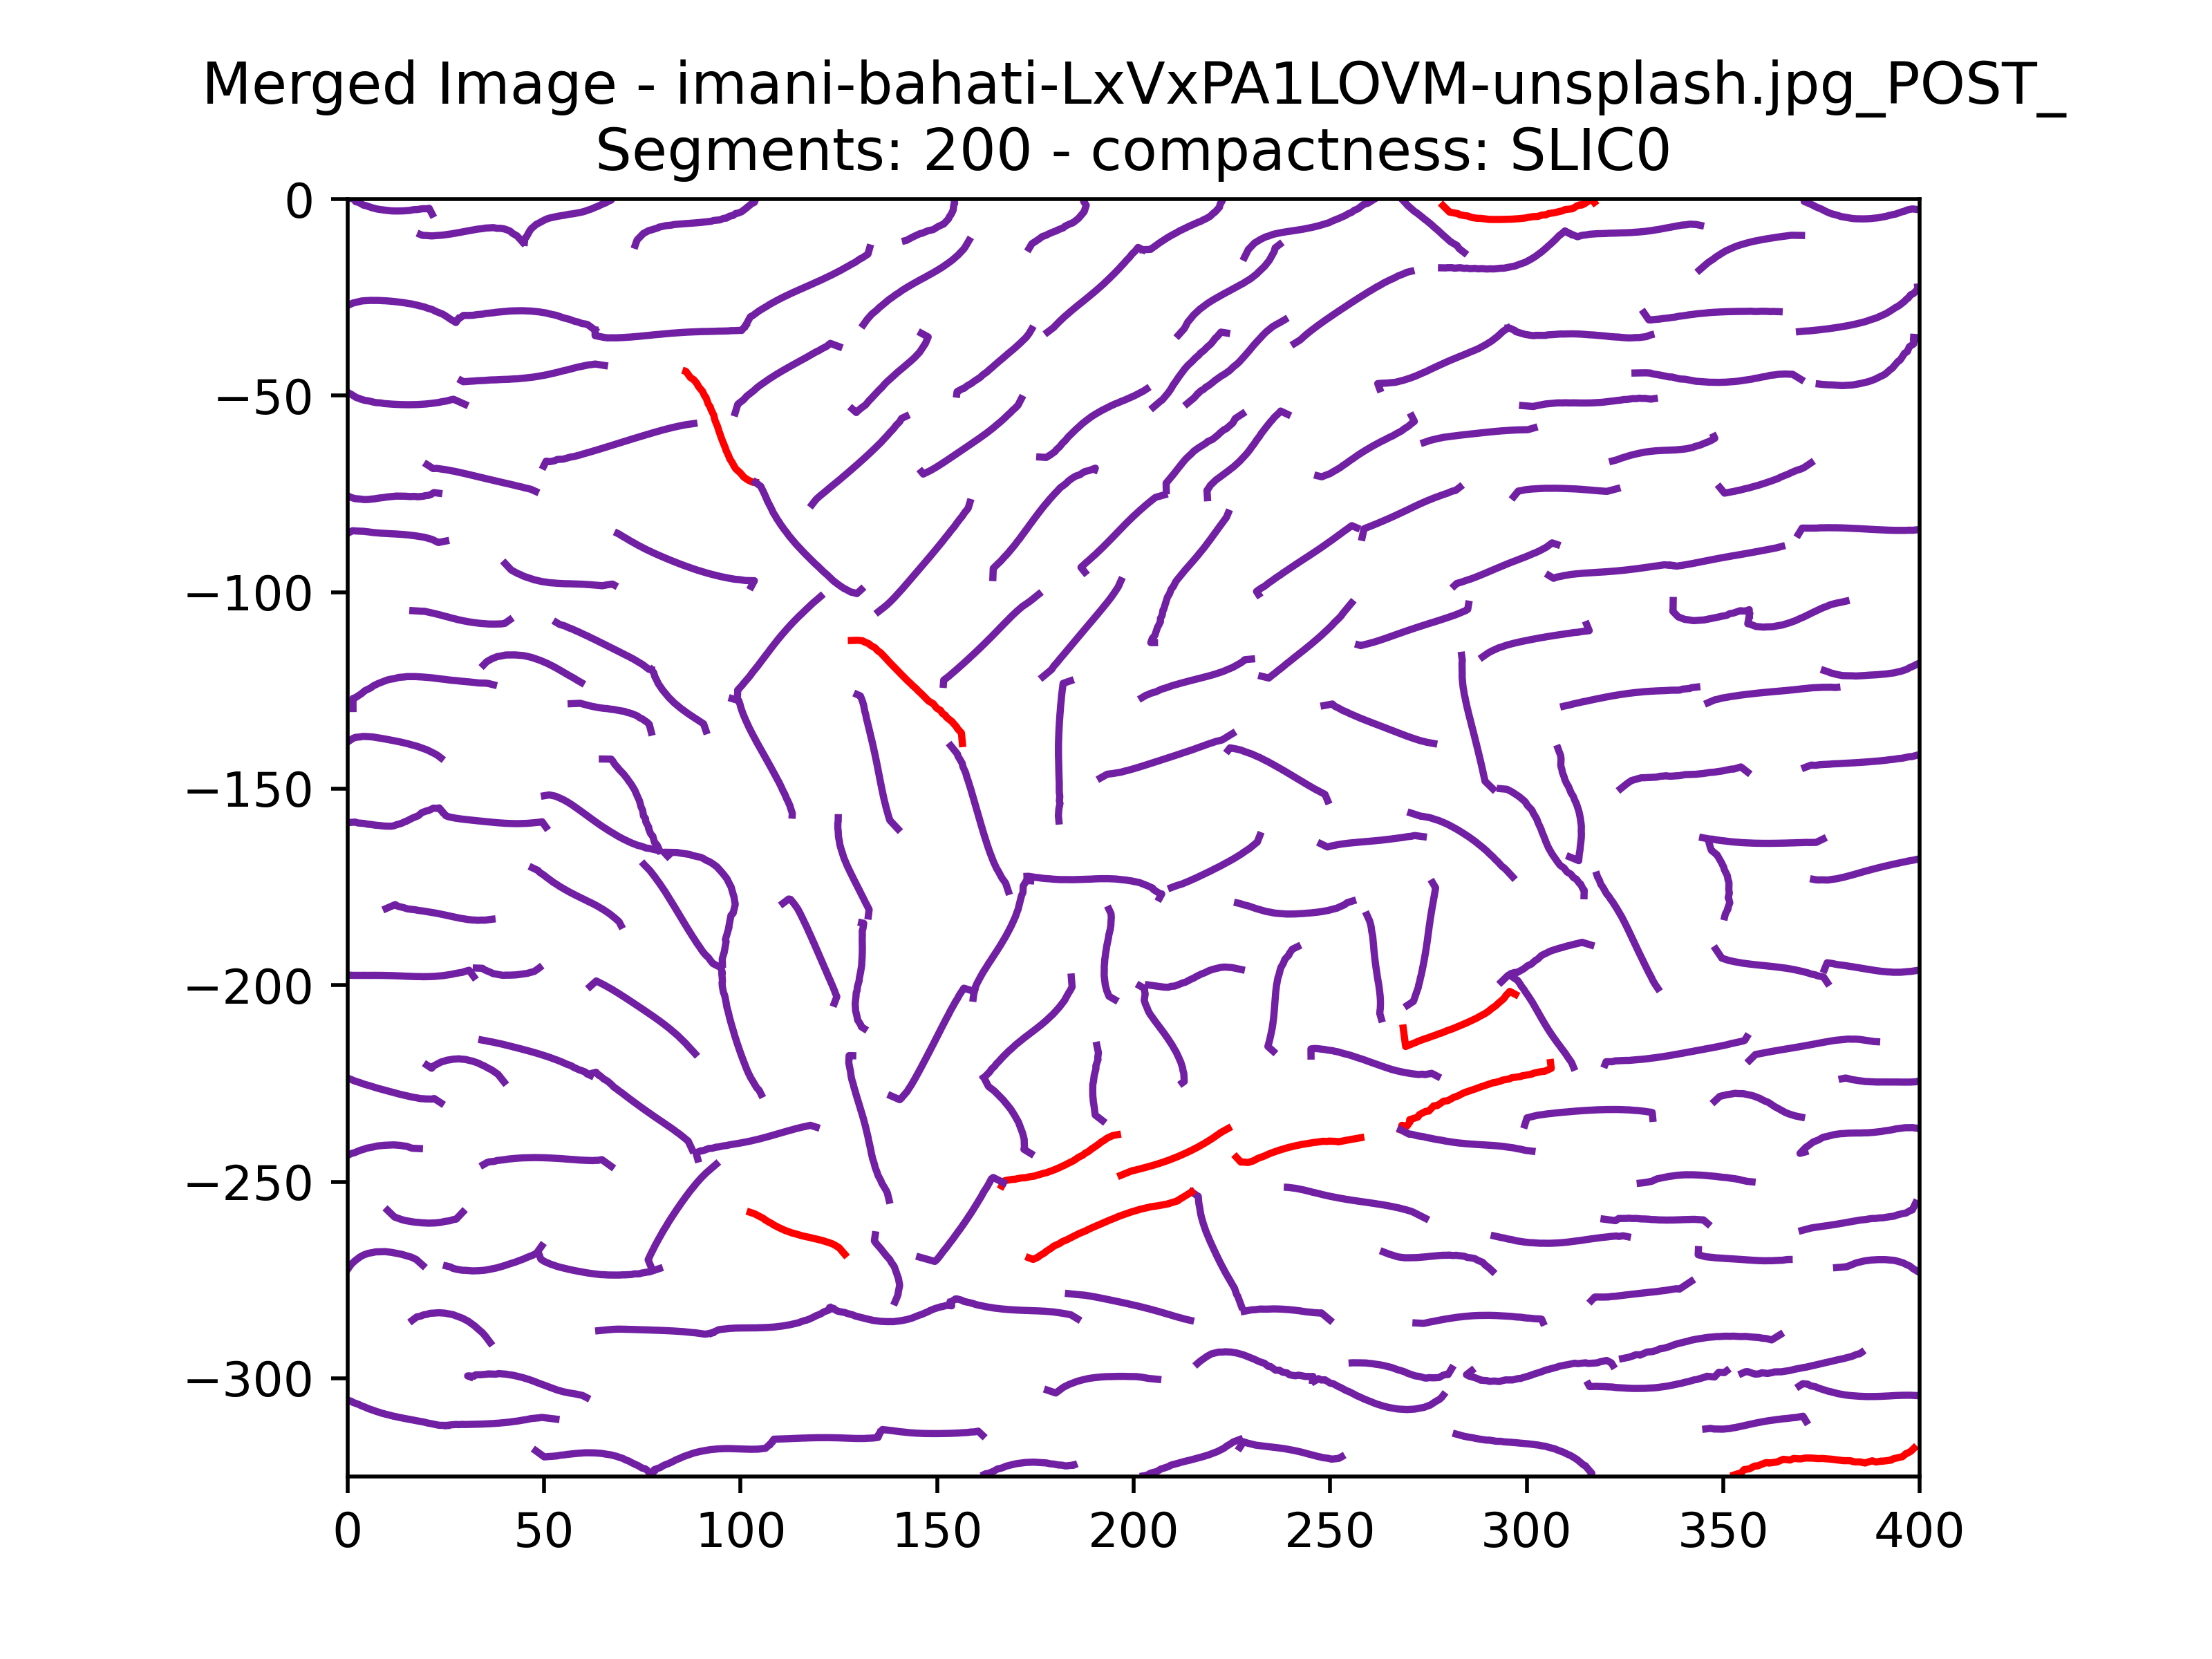 Merged Image - imani-bahati-LxVxPA1LOVM-unsplash.jpg_POST_
Segments: 200 - compactness: SLIC0
0
−50
−100
−150
−200
−250
−300
0 50 100 150 200 250 300 350 400